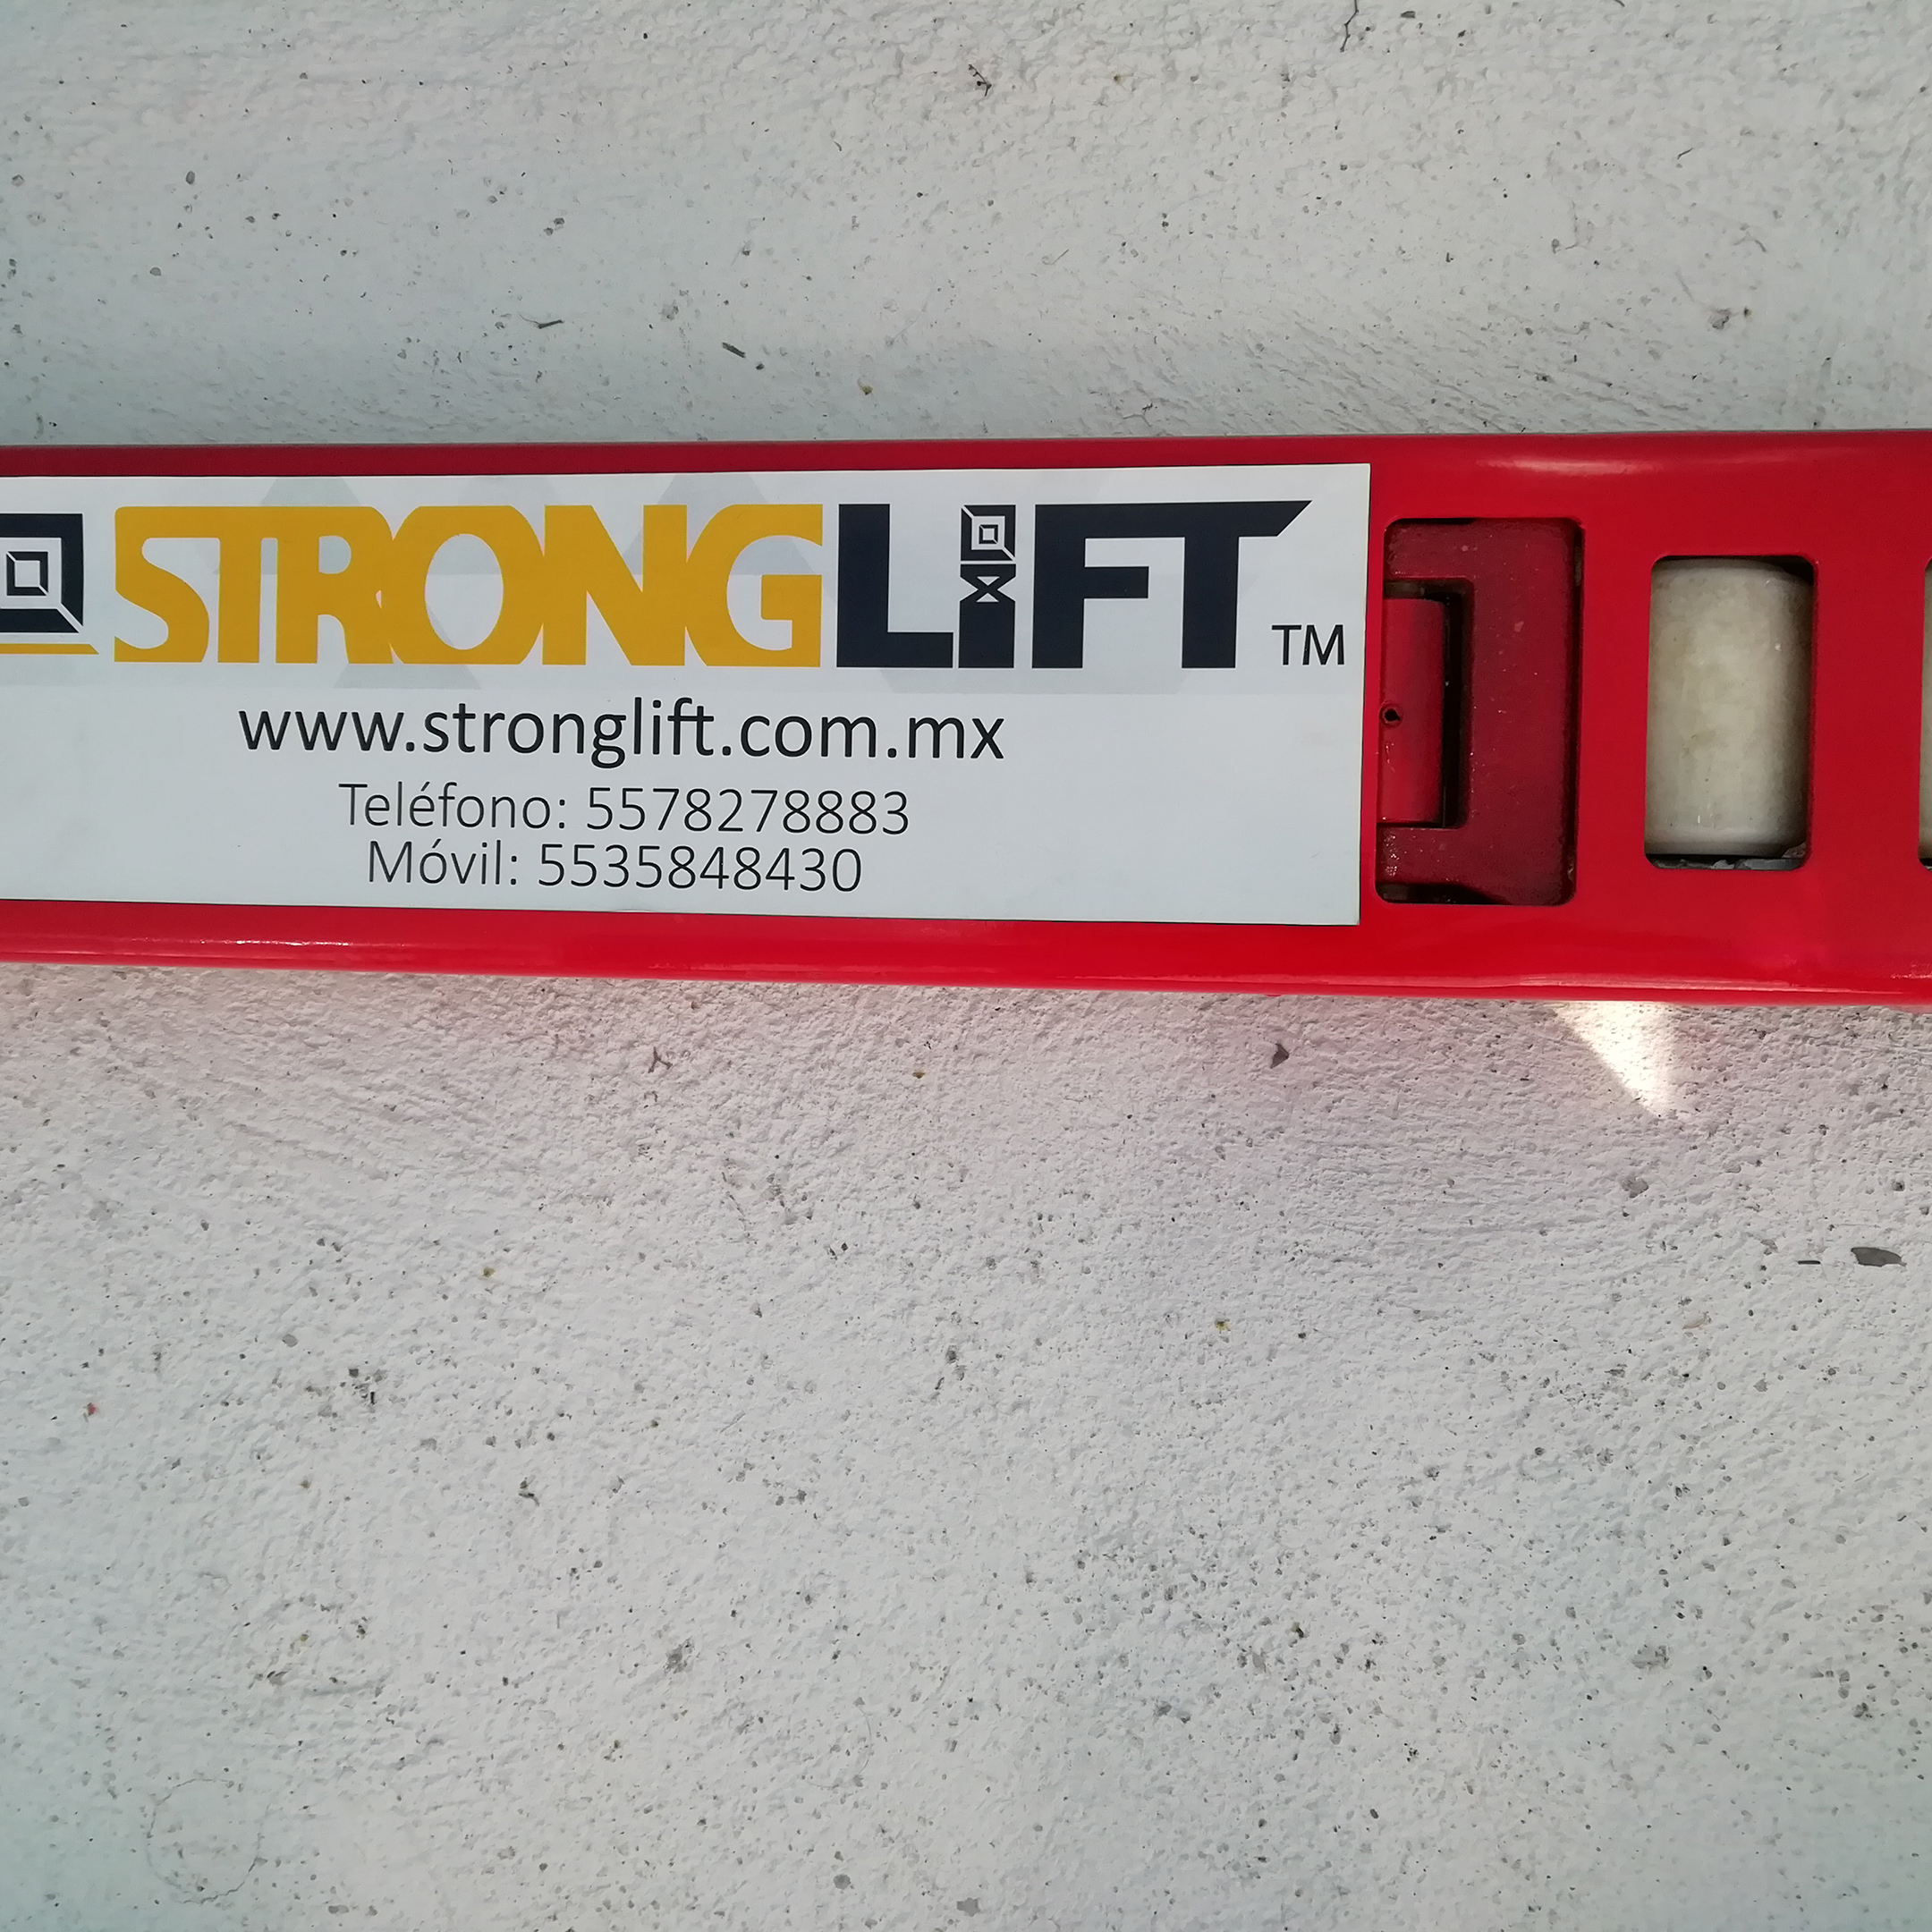 STRONGLiFT TM
www.stronglift.com.mx
Teléfono: 5578278883
Móvil: 5535848430